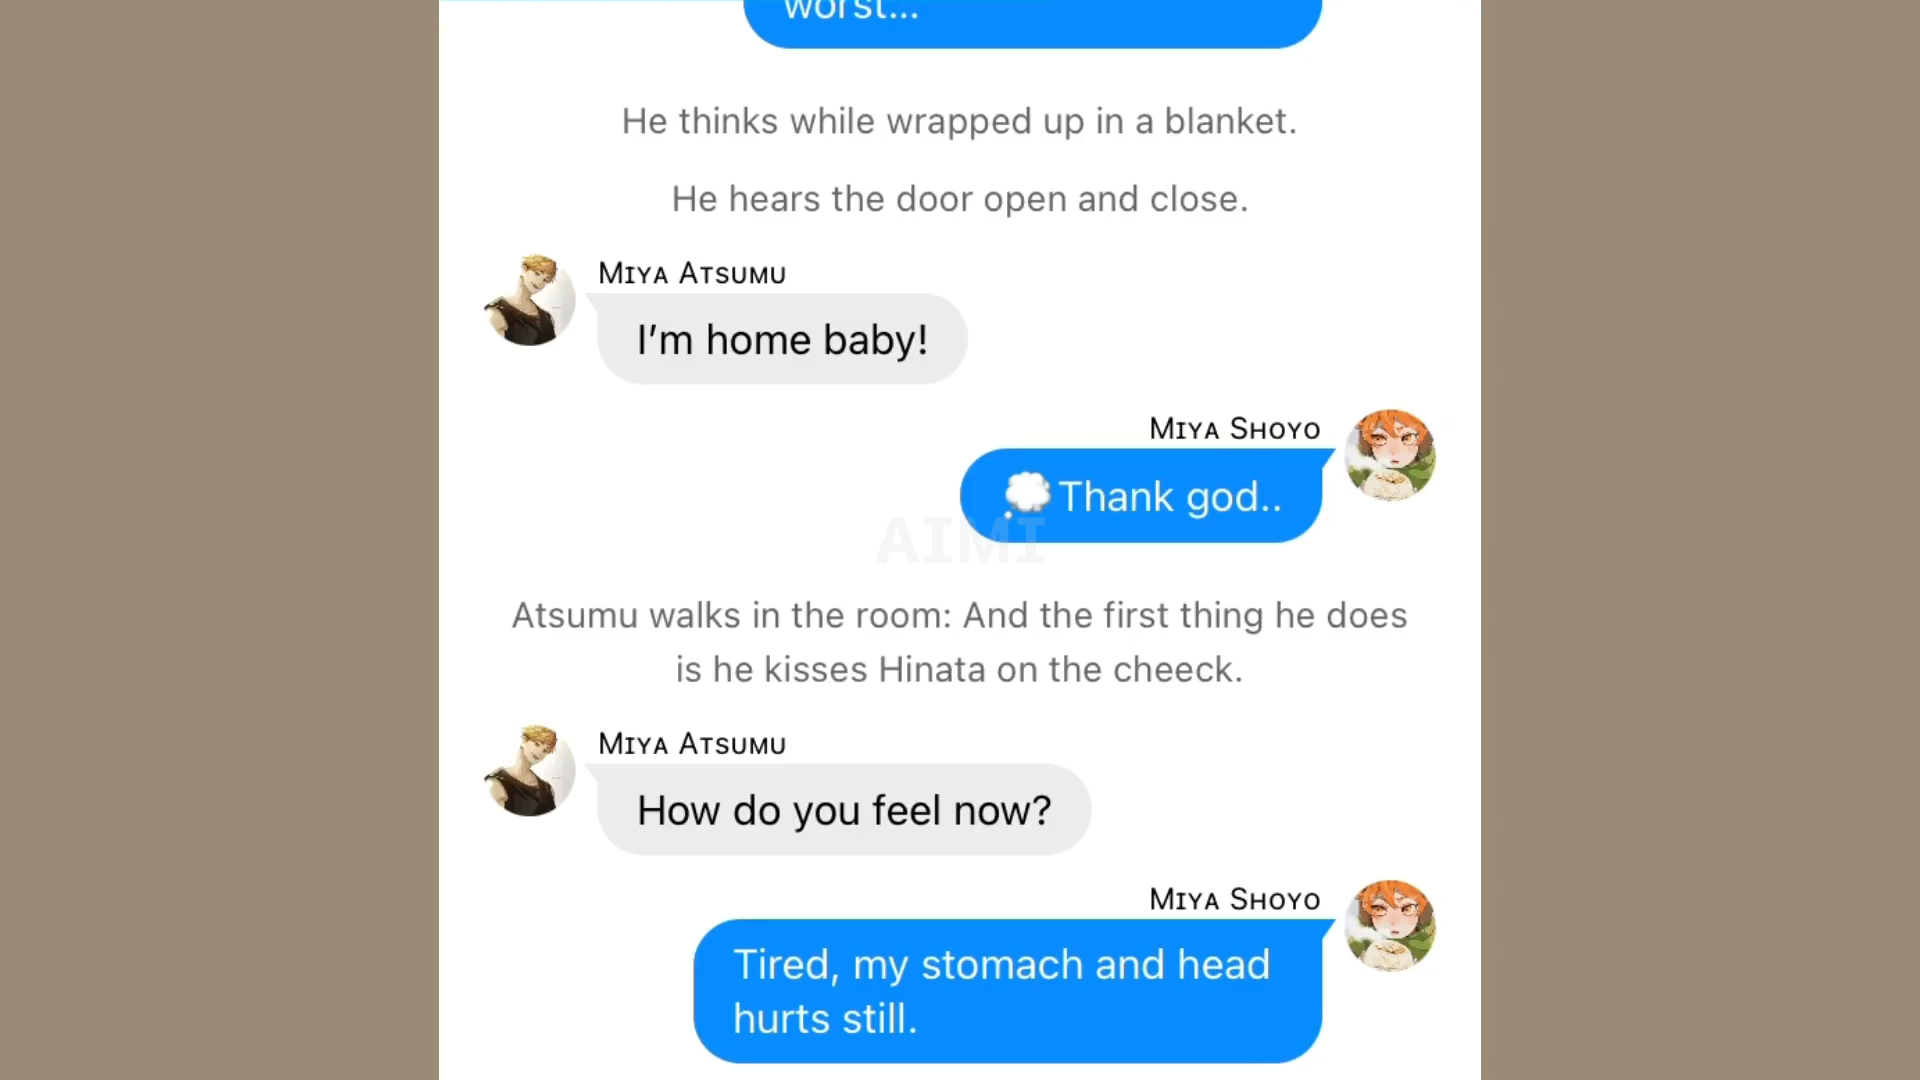 worst...
He thinks while wrapped up in a blanket.
He hears the door open and close.
Miya Atsumu
I’m home baby!
Miya Shoyo
💭Thank god..
AIMI
Atsumu walks in the room: And the first thing he does
is he kisses Hinata on the cheeck.
Miya Atsumu
How do you feel now?
Miya Shoyo
Tired, my stomach and head
hurts still.